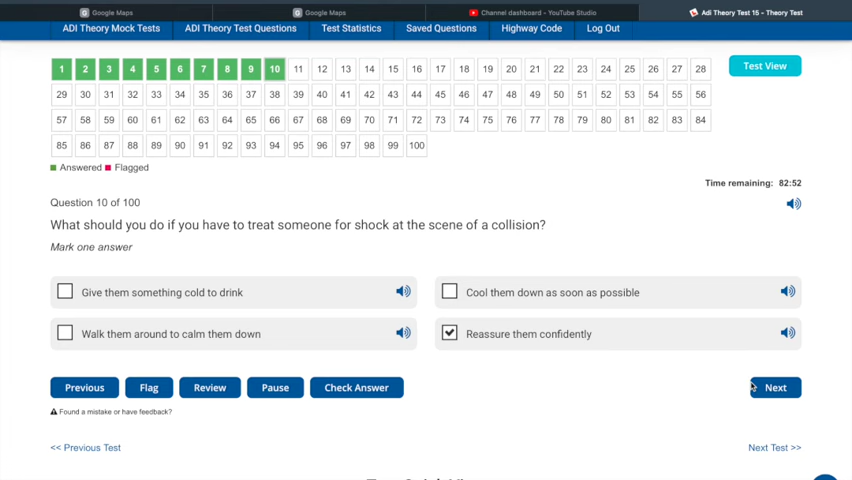 Google Maps Google Maps Channel dashboard - YouTube Studio Adi Theory Test 15 - Theory Test
ADI Theory Mock Tests ADI Theory Test Questions Test Statistics Saved Questions Highway Code Log Out
1 2 3 4 5 6 7 8 9 10 11 12 13 14 15 16 17 18 19 20 21 22 23 24 25 26 27 28
Test View
29 30 31 32 33 34 35 36 37 38 39 40 41 42 43 44 45 46 47 48 49 50 51 52 53 54 55 56
57 58 59 60 61 62 63 64 65 66 67 68 69 70 71 72 73 74 75 76 77 78 79 80 81 82 83 84
85 86 87 88 89 90 91 92 93 94 95 96 97 98 99 100
Answered Flagged
Time remaining: 82:52
Question 10 of 100
What should you do if you have to treat someone for shock at the scene of a collision?
Mark one answer
Give them something cold to drink
Cool them down as soon as possible
Walk them around to calm them down
Reassure them confidently
Previous Flag Review Pause Check Answer Next
Found a mistake or have feedback?
<< Previous Test Next Test >>